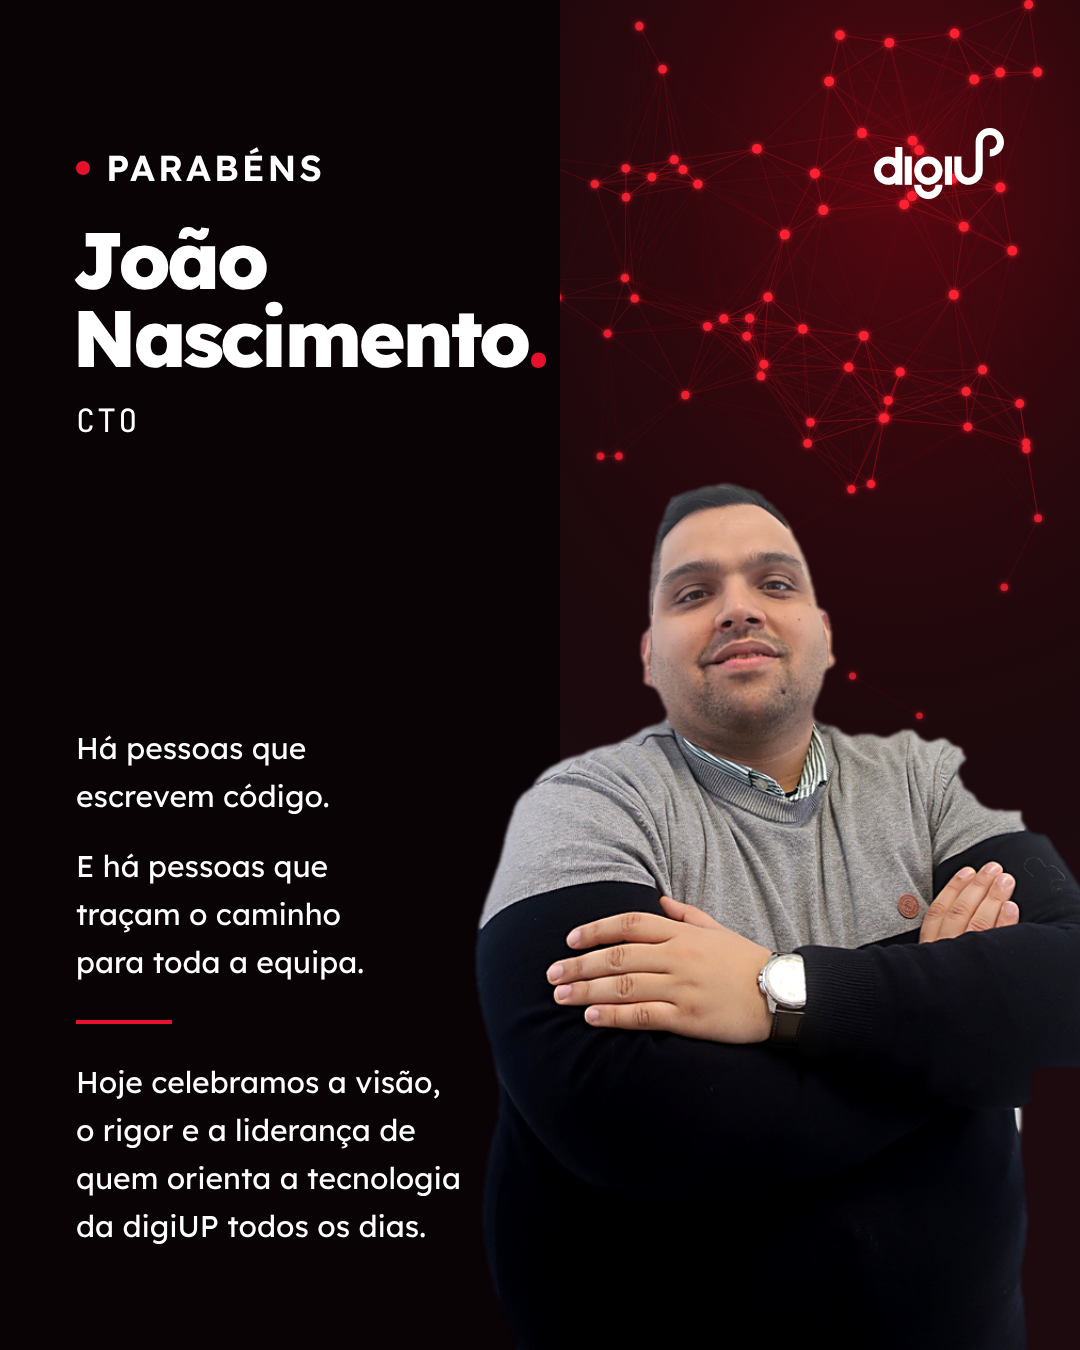 PARABÉNS
digiUP
João
Nascimento.
CTO
Há pessoas que
escrevem código.
E há pessoas que
traçam o caminho
para toda a equipa.
Hoje celebramos a visão,
o rigor e a liderança de
quem orienta a tecnologia
da digiUP todos os dias.